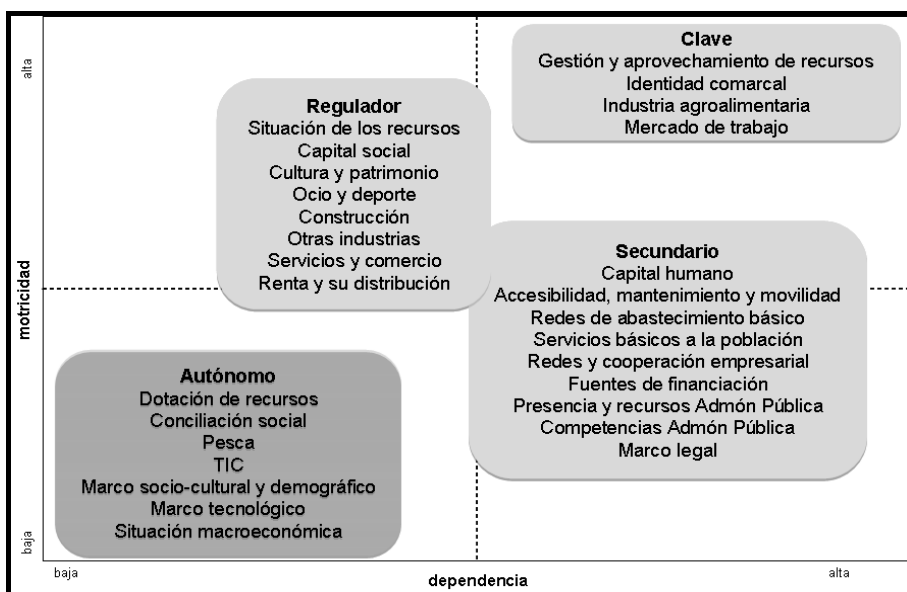 alta
Clave
Gestión y aprovechamiento de recursos
Identidad comarcal
Industria agroalimentaria
Mercado de trabajo
Regulador
Situación de los recursos
Capital social
Cultura y patrimonio
Ocio y deporte
Construcción
Otras industrias
Servicios y comercio
Renta y su distribución
Secundario
Capital humano
Accesibilidad, mantenimiento y movilidad
Redes de abastecimiento básico
Servicios básicos a la población
Redes y cooperación empresarial
Fuentes de financiación
Presencia y recursos Admón Pública
Competencias Admón Pública
Marco legal
motricidad
Autónomo
Dotación de recursos
Conciliación social
Pesca
TIC
Marco socio-cultural y demográfico
Marco tecnológico
Situación macroeconómica
baja
baja
dependencia
alta